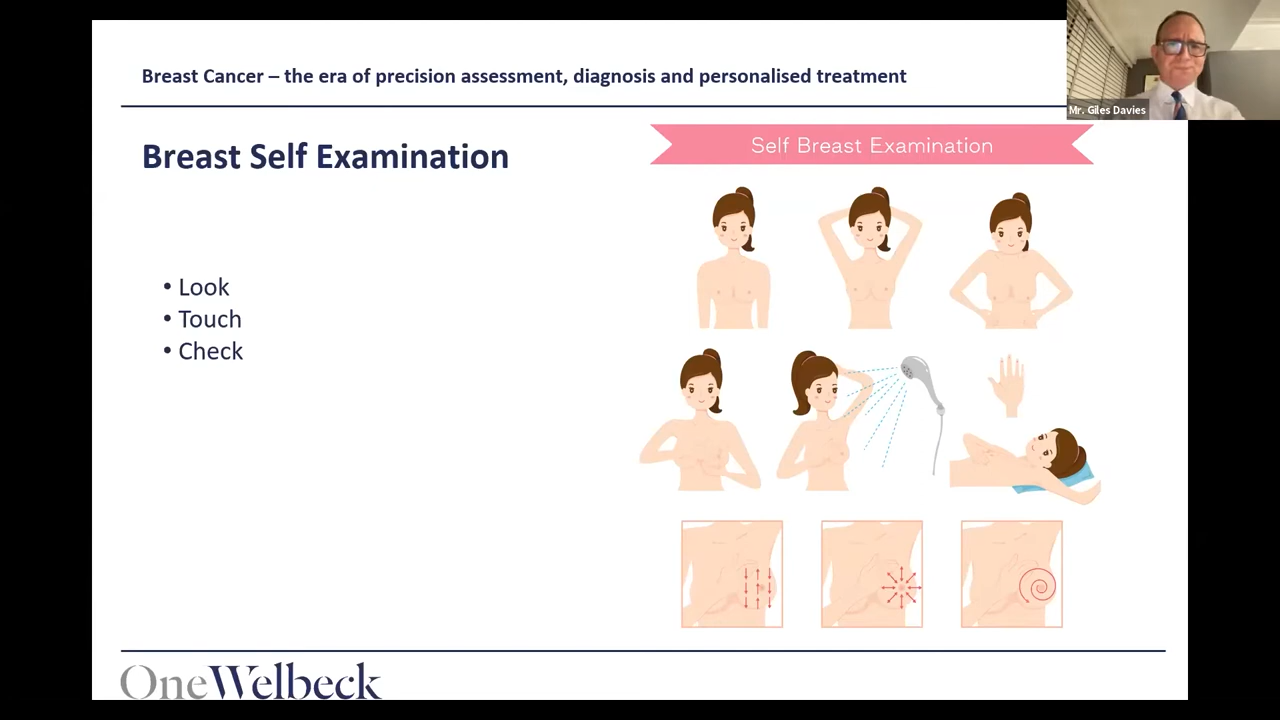 Breast Cancer – the era of precision assessment, diagnosis and personalised treatment
Mr. Giles Davies
Breast Self Examination
Self Breast Examination
• Look
• Touch
• Check
OneWelbeck